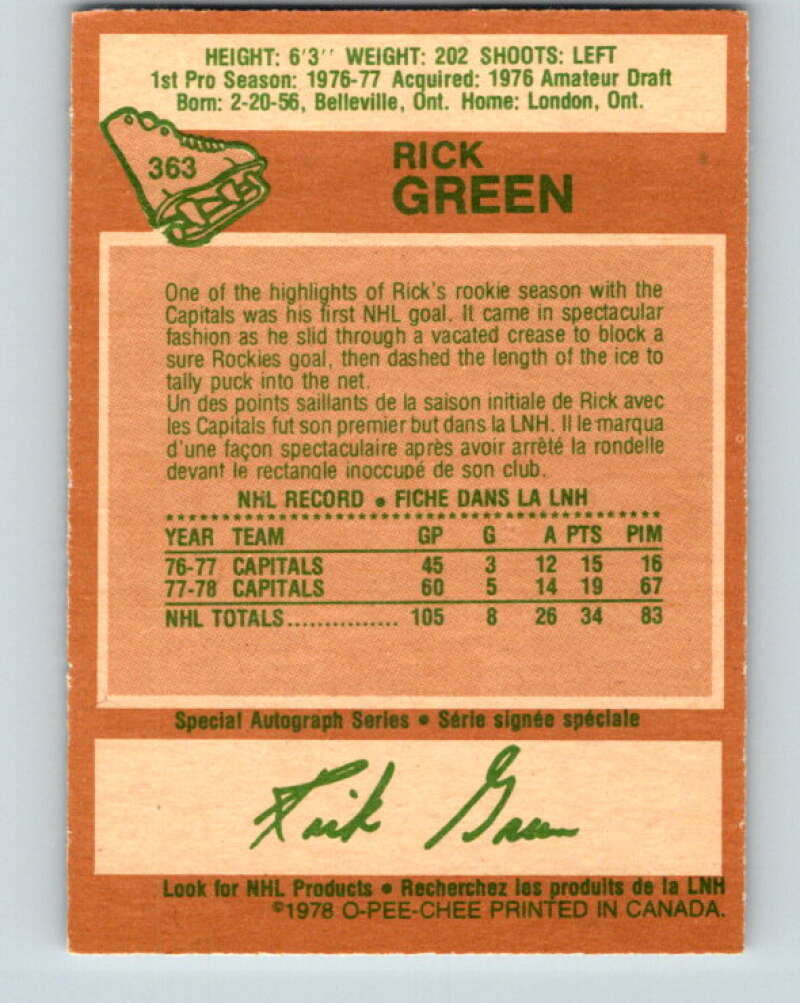 HEIGHT: 6'3'' WEIGHT: 202 SHOOTS: LEFT
1st Pro Season: 1976-77 Acquired: 1976 Amateur Draft
Born: 2-20-56, Belleville, Ont. Home: London, Ont.
363
RICK
GREEN
One of the highlights of Rick's rookie season with the
Capitals was his first NHL goal. It came in spectacular
fashion as he slid through a vacated crease to block a
sure Rockies goal, then dashed the length of the ice to
tally puck into the net.
Un des points saillants de la saison initiale de Rick avec
les Capitals fut son premier but dans la LNH. Il le marqua
d'une façon spectaculaire après avoir arrêté la rondelle
devant le rectangle inoccupé de son club.
NHL RECORD • FICHE DANS LA LNH
YEAR TEAM GP G A PTS PIM
76-77 CAPITALS 45 3 12 15 16
77-78 CAPITALS 60 5 14 19 67
NHL TOTALS............... 105 8 26 34 83
Special Autograph Series • Série signée spéciale
Rick Green
Look for NHL Products • Recherchez les produits de la LNH
©1978 O-PEE-CHEE PRINTED IN CANADA.